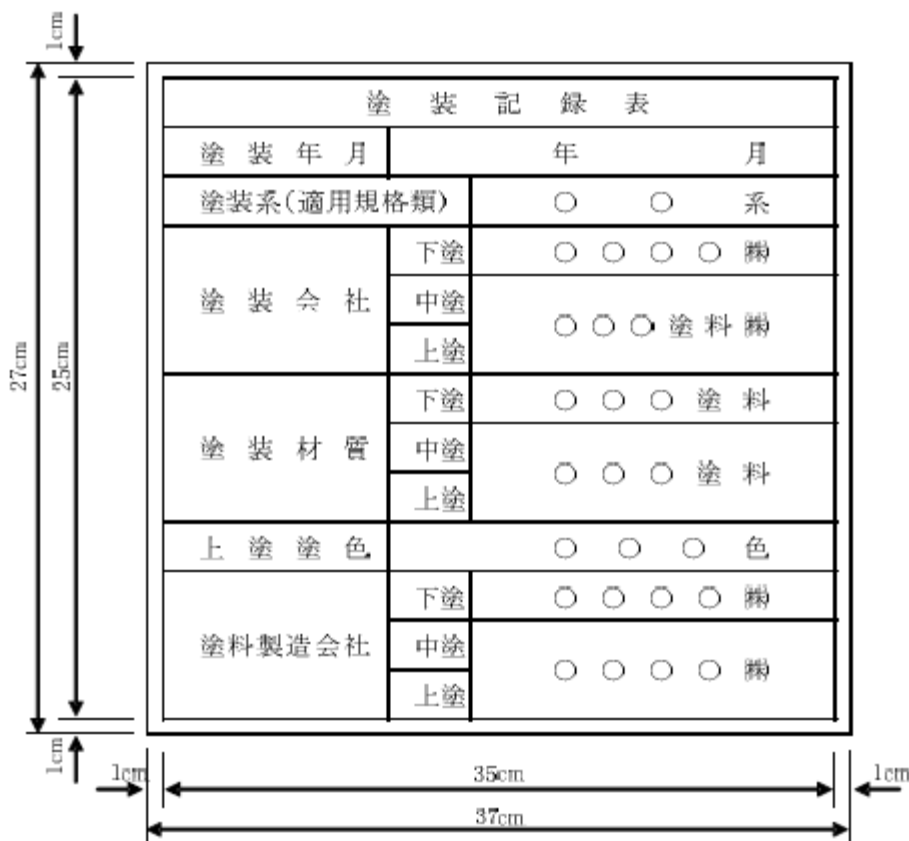 1cm
塗装記録表
塗装年月 年 月
塗装系(適用規格類) ○ ○ 系
塗装会社 下塗 ○○○○㈱
中塗
○○○塗料㈱
上塗
塗装材質 下塗 ○○○塗料
中塗
○○○塗料
上塗
上塗塗色 ○○○色
塗料製造会社 下塗 ○○○○㈱
中塗
○○○○㈱
上塗
27cm
25cm
1cm
1cm
35cm
1cm
37cm